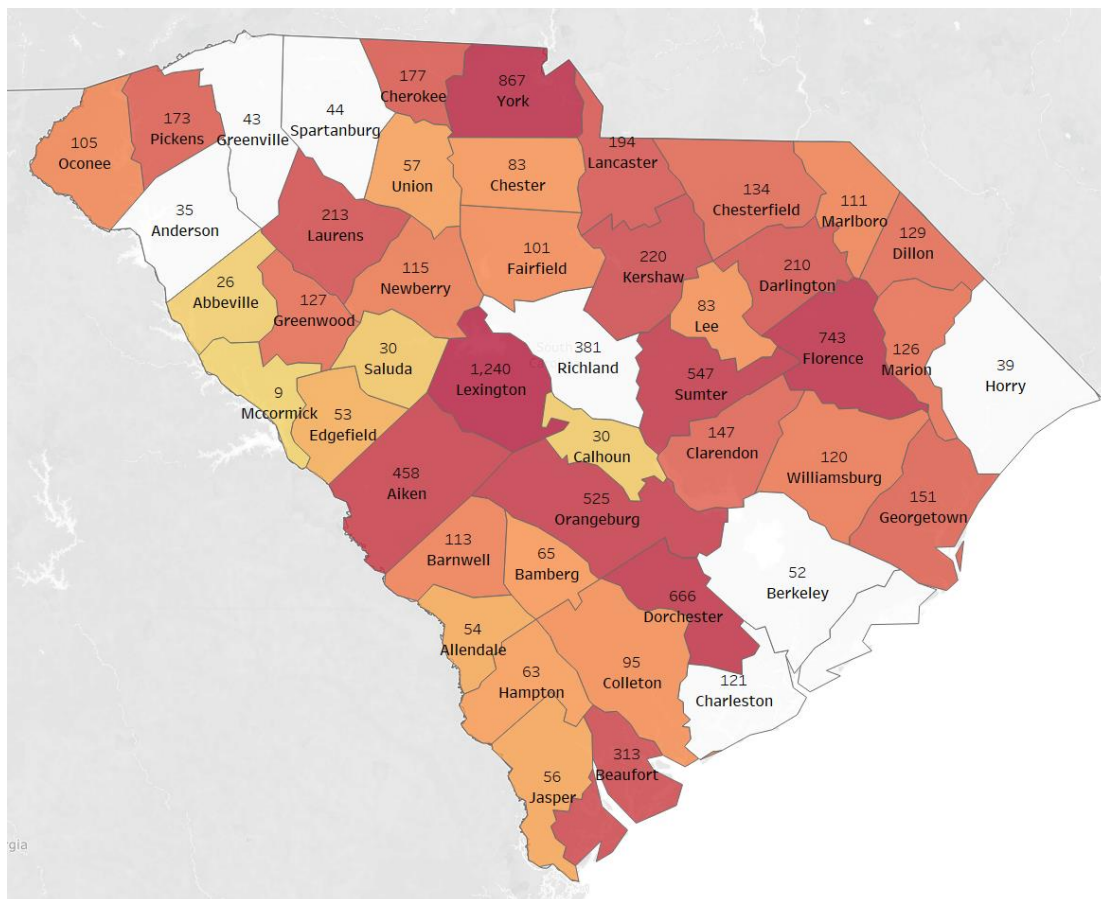 867
York
177
Cherokee
44
Spartanburg
43
Greenville
173
Pickens
105
Oconee
194
Lancaster
57
Union
83
Chester
134
Chesterfield
111
Marlboro
35
Anderson
213
Laurens
129
Dillon
101
Fairfield
220
Kershaw
210
Darlington
115
Newberry
26
Abbeville
127
Greenwood
83
Lee
743
Florence
126
Marion
30
Saluda
381
Richland
South
39
Horry
1,240
Lexington
547
Sumter
9
Mccormick
53
Edgefield
30
Calhoun
147
Clarendon
120
Williamsburg
458
Aiken
525
Orangeburg
151
Georgetown
113
Barnwell
65
Bamberg
52
Berkeley
666
Dorchester
54
Allendale
63
Hampton
95
Colleton
121
Charleston
313
Beaufort
56
Jasper
rgia